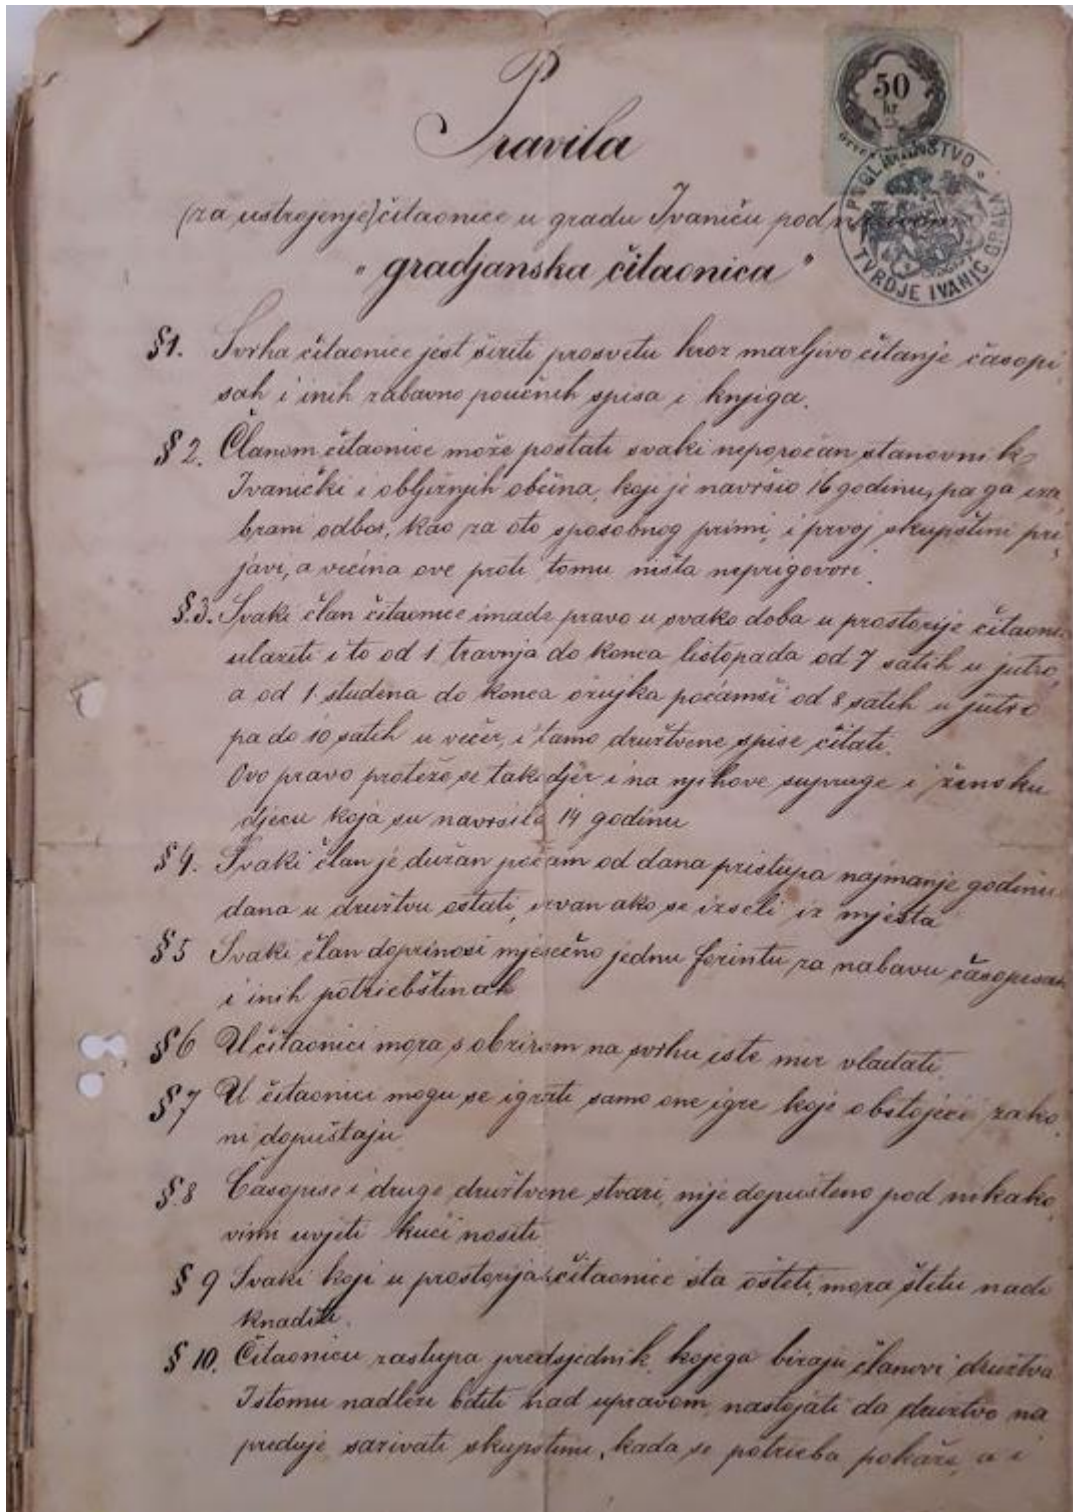 Pravila
50
kr
POGLAVARSTVO
TVRDJE IVANIĆ GRAD
(za ustrojenje) čitaonice u gradu Ivaniću pod
"gradjanska čitaonica"
§1. Svrha čitaonice jest širiti prosvetu kroz marljivo čitanje časopi
sah i inih zabavno poučnih spisa i knjiga.
§2. Članom čitaonice može postati svaki neporočan stanovnik
Ivanićki i obližnjih občina, koji je navršio 16 godinu, pa ga iza
brani odbor, kao za oto sposobnog primi, i prvoj skupštini pri
javi, a većina ove proti tomu ništa neprigovori.
§.3. Svaki član čitaonice imade pravo u svako doba u prostorije čitaonice
ulaziti i to od 1. travnja do konca listopada od 7 satih u jutro,
a od 1. studena do konca ožujka počamši od 8 satih u jutro
pa do 10 satih u večer, i tamo družtvene spise čitati.
Ovo pravo proteže se takodjer i na njihove supruge i žensku
djecu koja su navršila 14 godinu
§4. Svaki član je dužan počam od dana pristupa najmanje godinu
dana u družtvu ostati, izvan ako se izseli iz mjesta
§5 Svaki član doprinosi mjesečno jednu forintu za nabavu časopisah
i inih potriebštinah
§6 U čitaonici mora s obzirom na svrhu iste mir vladati.
§7 U čitaonici mogu se igrati samo one igre koje obstojeći zako
ni dopuštaju
§.8 Časopise i druge družtvene stvari, nije dopušteno pod nikako
vimi uvjeti kući nositi.
§9 Svaki koji u prostorija čitaonice šta ošteti, mora štetu nado
knaditi.
§10. Čitaonicu zastupa predsjednik, kojega biraju članovi družtva
Istomu nadleži bditi nad upravom, nastojati da družtvo na
preduje sazivati skupštinu, kada se potrieba pokaže, a i